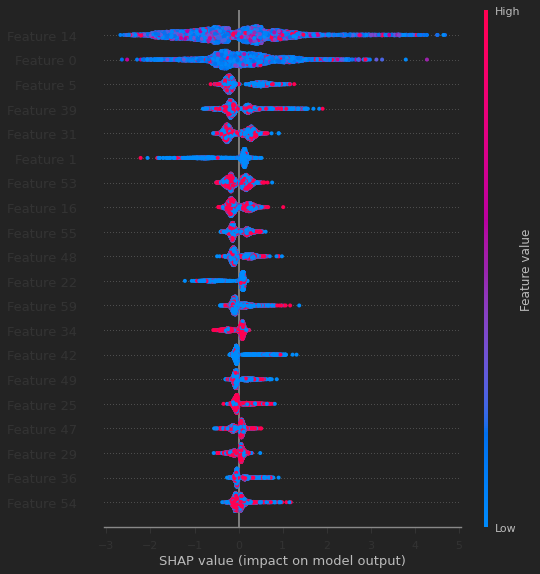 High
Feature 14
Feature 0
Feature 5
Feature 39
Feature 31
Feature 1
Feature 53
Feature 16
Feature 55
Feature 48
Feature 22
Feature 59
Feature 34
Feature 42
Feature 49
Feature 25
Feature 47
Feature 29
Feature 36
Feature 54
Feature value
Low
−3 −2 −1 0 1 2 3 4 5
SHAP value (impact on model output)